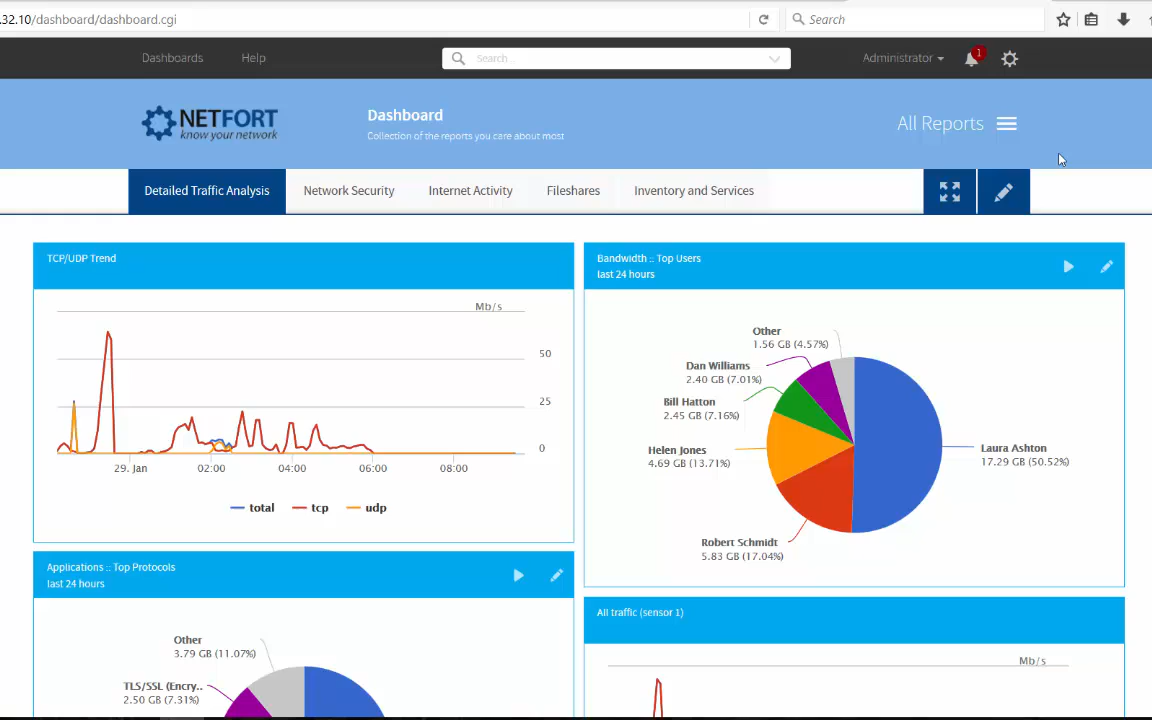 .32.10/dashboard/dashboard.cgi
Search
Dashboards
Help
Search..
Administrator
1
NETFORT
know your network
Dashboard
Collection of the reports you care about most
All Reports
Detailed Traffic Analysis
Network Security
Internet Activity
Fileshares
Inventory and Services
TCP/UDP Trend
Mb/s
50
25
0
29. Jan
02:00
04:00
06:00
08:00
total
tcp
udp
Bandwidth :: Top Users
last 24 hours
Other
1.56 GB (4.57%)
Dan Williams
2.40 GB (7.01%)
Bill Hatton
2.45 GB (7.16%)
Helen Jones
4.69 GB (13.71%)
Laura Ashton
17.29 GB (50.52%)
Robert Schmidt
5.83 GB (17.04%)
Applications :: Top Protocols
last 24 hours
Other
3.79 GB (11.07%)
TLS/SSL (Encry..
2.50 GB (7.31%)
All traffic (sensor 1)
Mb/s